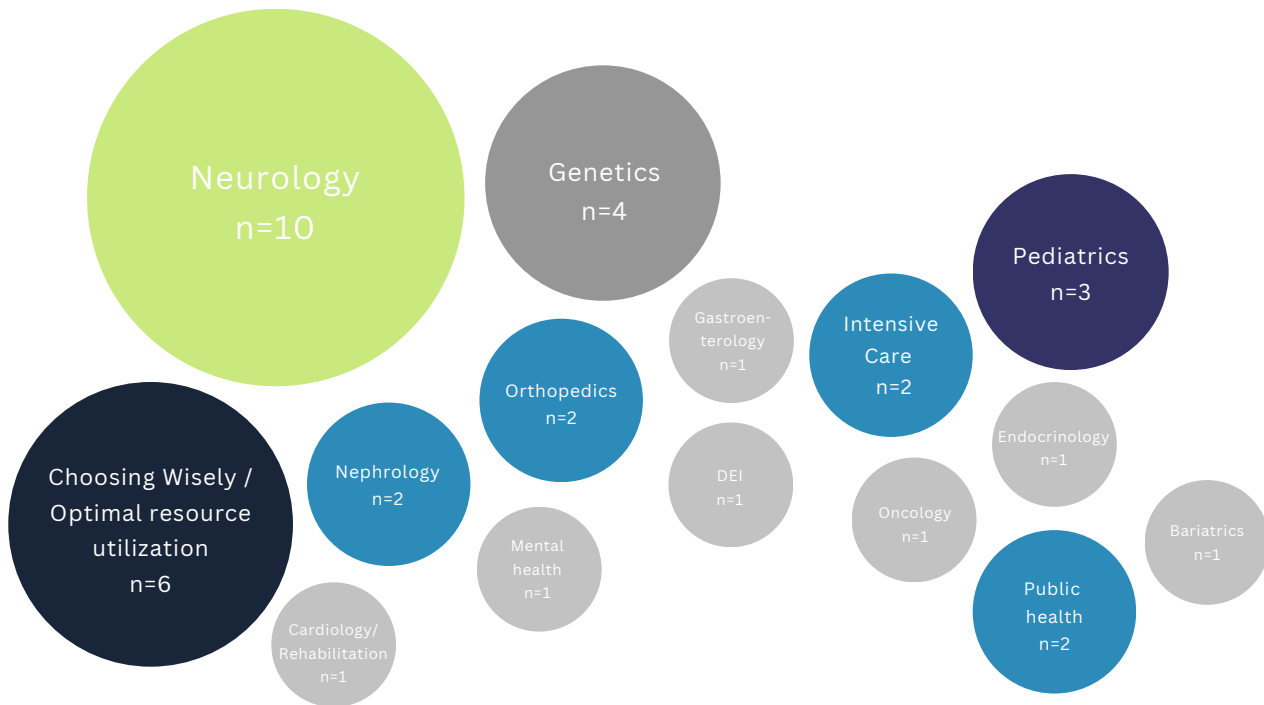 Neurology
n=10
Genetics
n=4
Pediatrics
n=3
Gastroen-
terology
n=1
Intensive
Care
n=2
Orthopedics
n=2
Choosing Wisely /
Optimal resource
utilization
n=6
Nephrology
n=2
DEI
n=1
Endocrinology
n=1
Oncology
n=1
Bariatrics
n=1
Mental
health
n=1
Public
health
n=2
Cardiology/
Rehabilitation
n=1